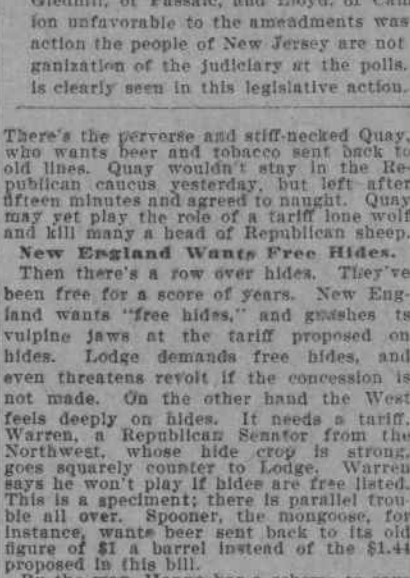 Gledhill, of Passaic, and Lloyd, of Cam
ion unfavorable to the ameadments was
action the people of New Jersey are not
ganization of the judiciary at the polls.
is clearly seen in this legislative action.
There's the perverse and stiff-necked Quay,
who wants beer and tobacco sent back to
old lines. Quay wouldn't stay in the Re-
publican caucus yesterday, but left after
fifteen minutes and agreed to naught. Quay
may yet play the role of a tariff lone wolf
and kill many a head of Republican sheep.
New England Wants Free Hides.
Then there's a row over hides. They've
been free for a score of years. New Eng-
land wants "free hides," and gnashes ts
vulpine jaws at the tariff proposed on
hides. Lodge demands free hides, and
even threatens revolt if the concession is
not made. On the other hand the West
feels deeply on hides. It needs a tariff.
Warren, a Republican Senator from the
Northwest, whose hide crop is strong,
goes squarely counter to Lodge. Warren
says he won't play if hides are free listed.
This is a speciment; there is parallel trou-
ble all over. Spooner, the mongoose, for
instance, wants beer sent back to its old
figure of $1 a barrel instead of the $1.44
proposed in this bill.